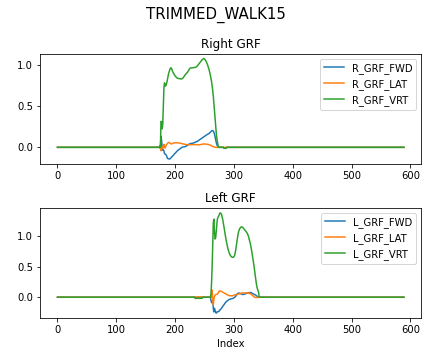 TRIMMED_WALK15
Right GRF
1.0
0.5
0.0
R_GRF_FWD
R_GRF_LAT
R_GRF_VRT
0 100 200 300 400 500 600
Left GRF
1.0
0.5
0.0
L_GRF_FWD
L_GRF_LAT
L_GRF_VRT
0 100 200 300 400 500 600
Index